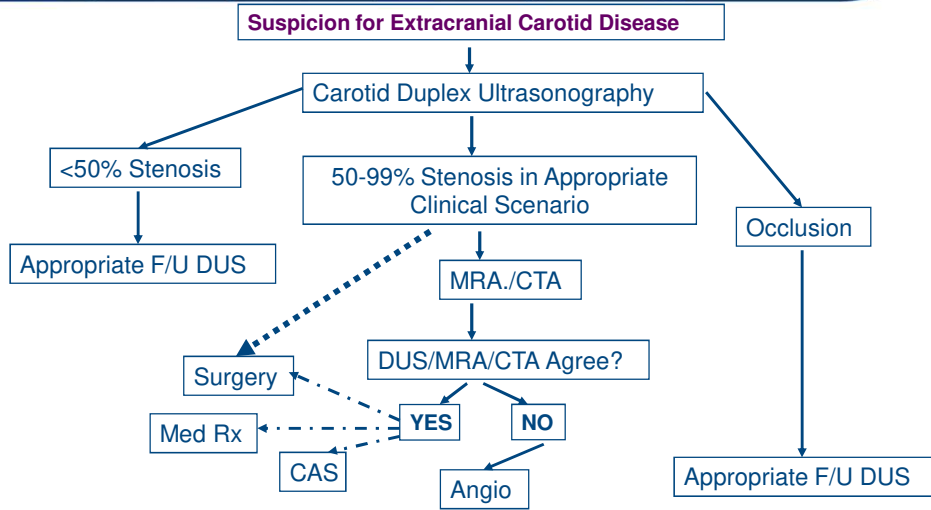 Suspicion for Extracranial Carotid Disease
Carotid Duplex Ultrasonography
<50% Stenosis
50-99% Stenosis in Appropriate
Clinical Scenario
Occlusion
Appropriate F/U DUS
MRA./CTA
DUS/MRA/CTA Agree?
Surgery
YES
NO
Med Rx
CAS
Angio
Appropriate F/U DUS